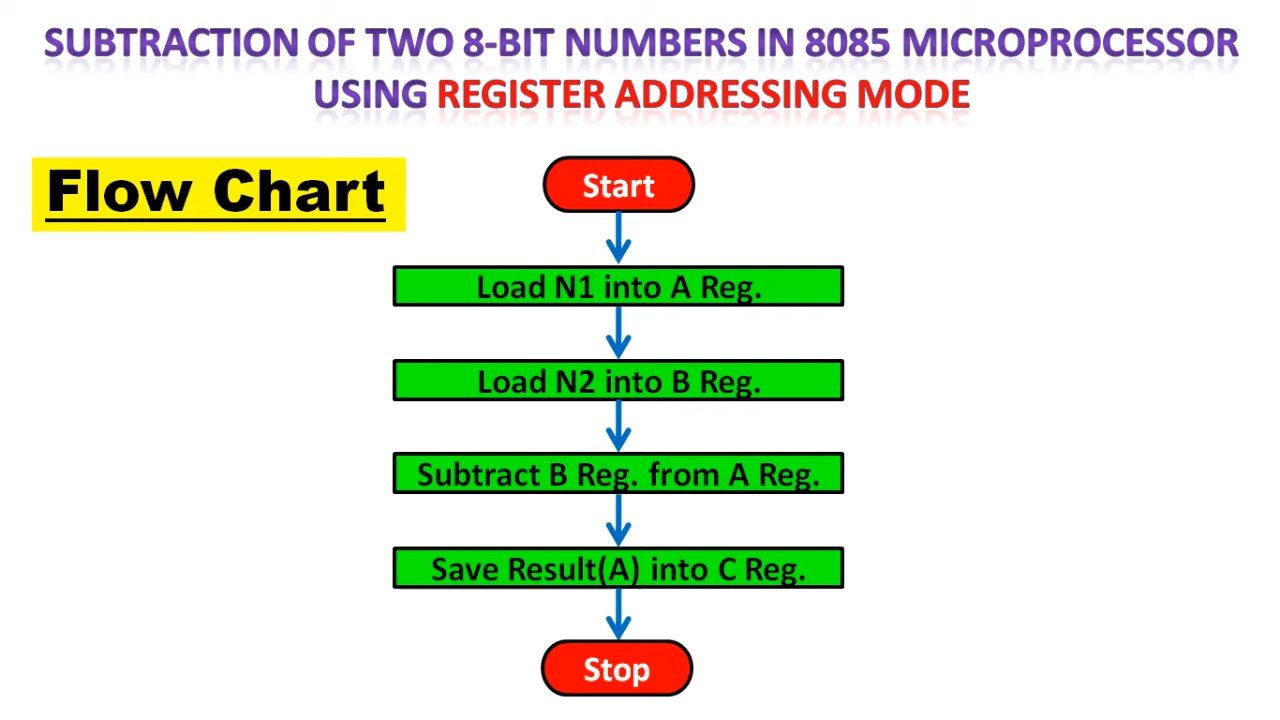 SUBTRACTION OF TWO 8-BIT NUMBERS IN 8085 MICROPROCESSOR
USING REGISTER ADDRESSING MODE
Flow Chart
Start
Load N1 into A Reg.
Load N2 into B Reg.
Subtract B Reg. from A Reg.
Save Result(A) into C Reg.
Stop